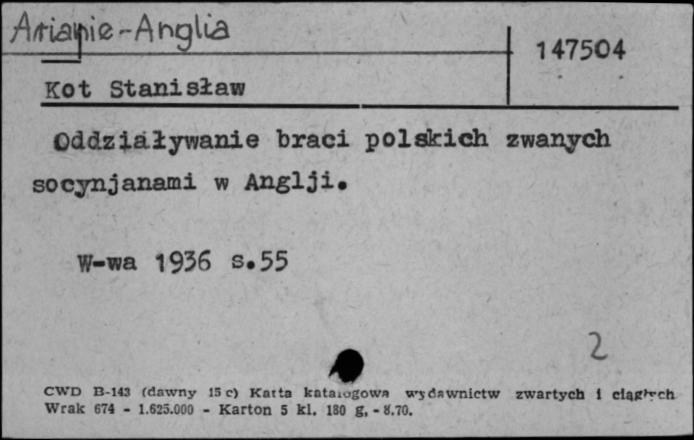 Arianie-Anglia
147504
Kot Stanisław
Oddziaływanie braci polskich zwanych
socynjanami w Anglji.
W-wa 1936 s.55
2
CWD B-143 (dawny 15 c) Karta katalogowa wydawnictw zwartych i ciągłych
Wrak 674 - 1.625.000 - Karton 5 kl. 180 g, - 8.70.